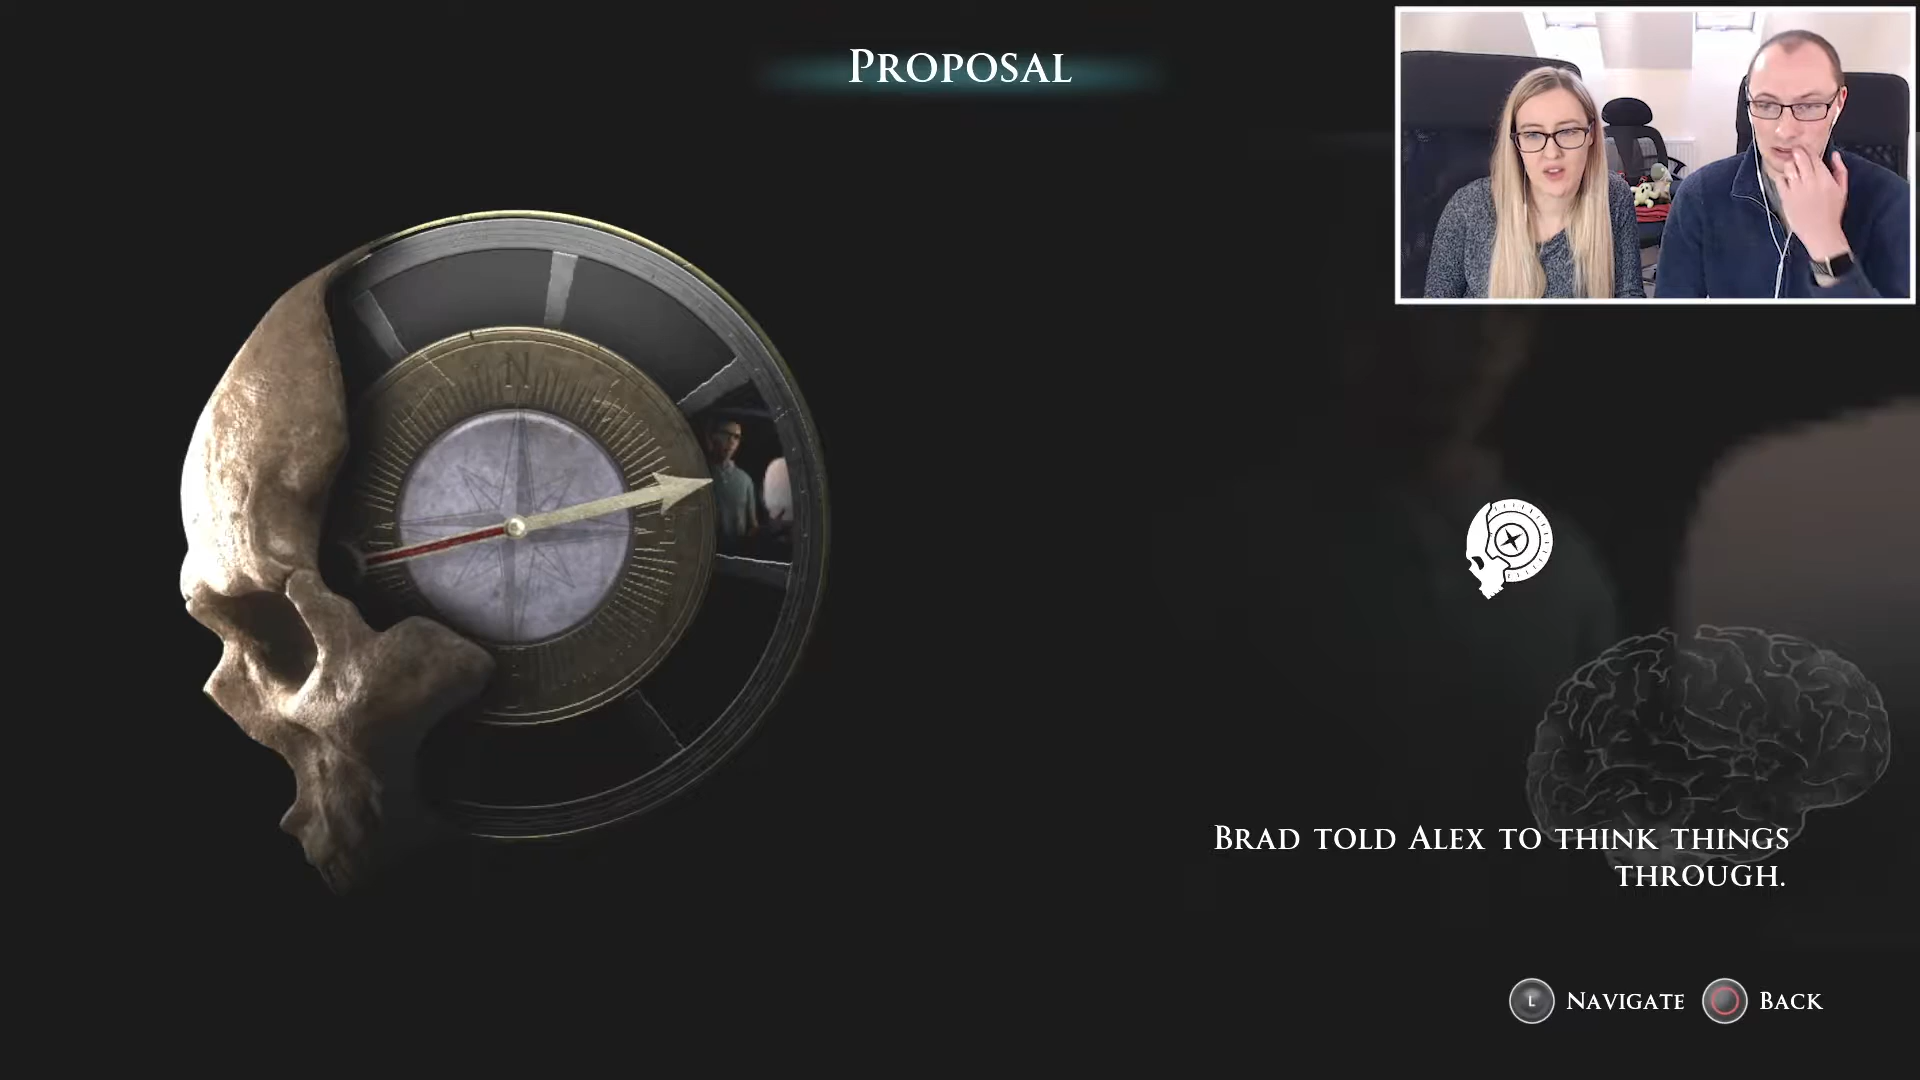 Proposal
N
Brad told Alex to think things
through.
L Navigate Back